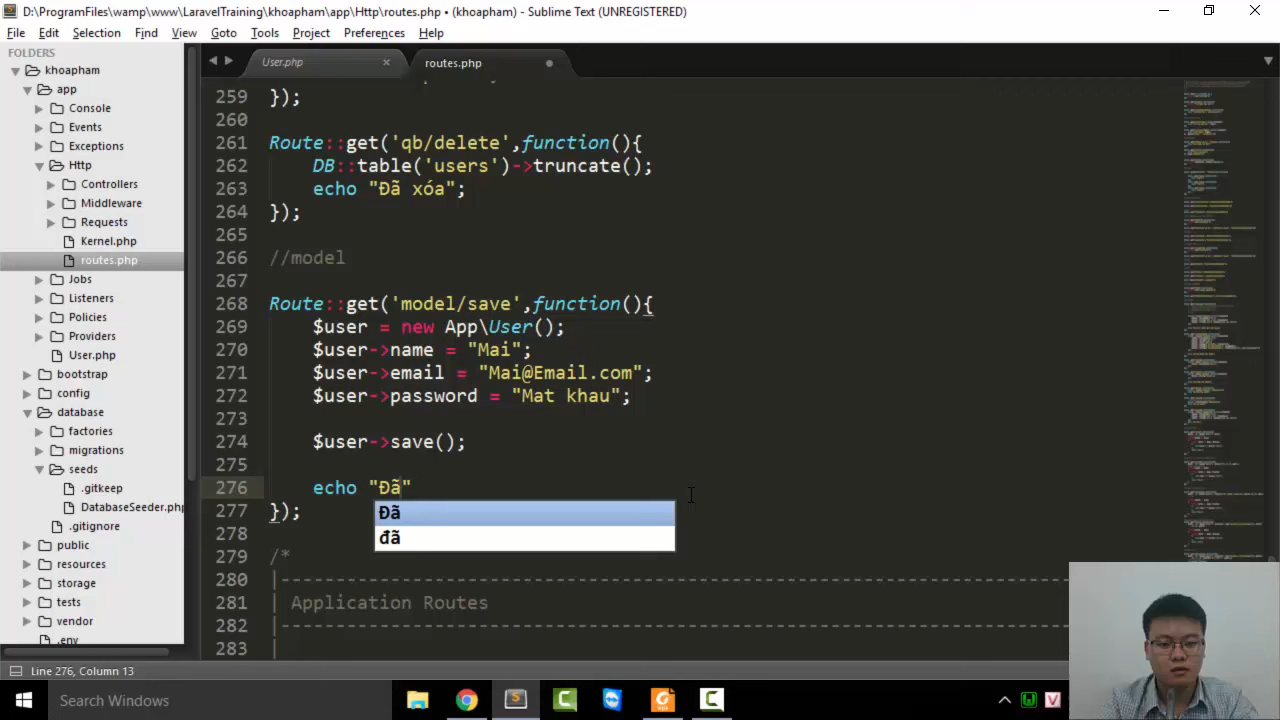 D:\ProgramFiles\wamp\www\LaravelTraining\khoapham\app\Http\routes.php • (khoapham) - Sublime Text (UNREGISTERED)
File Edit Selection Find View Goto Tools Project Preferences Help
FOLDERS
khoapham
app
Console
Events
Exceptions
Http
Controllers
Middleware
Requests
Kernel.php
routes.php
Jobs
Listeners
Policies
Providers
User.php
bootstrap
config
database
factories
migrations
seeds
.gitkeep
DatabaseSeeder.php
.gitignore
public
resources
storage
tests
vendor
.env
User.php × routes.php
259 });
260
261 Route::get('qb/delete',function(){
262 DB::table('users')->truncate();
263 echo "Đã xóa";
264 });
265
266 //model
267
268 Route::get('model/save',function(){
269 $user = new App\User();
270 $user->name = "Mai";
271 $user->email = "Mai@Email.com";
272 $user->password = "Mat khau";
273
274 $user->save();
275
276 echo "Đã"
Đã
đã
277 });
278
279 /*
280 |--------------------------------------------------------------------------
281 | Application Routes
282 |--------------------------------------------------------------------------
283 |
Line 276, Column 13
Search Windows